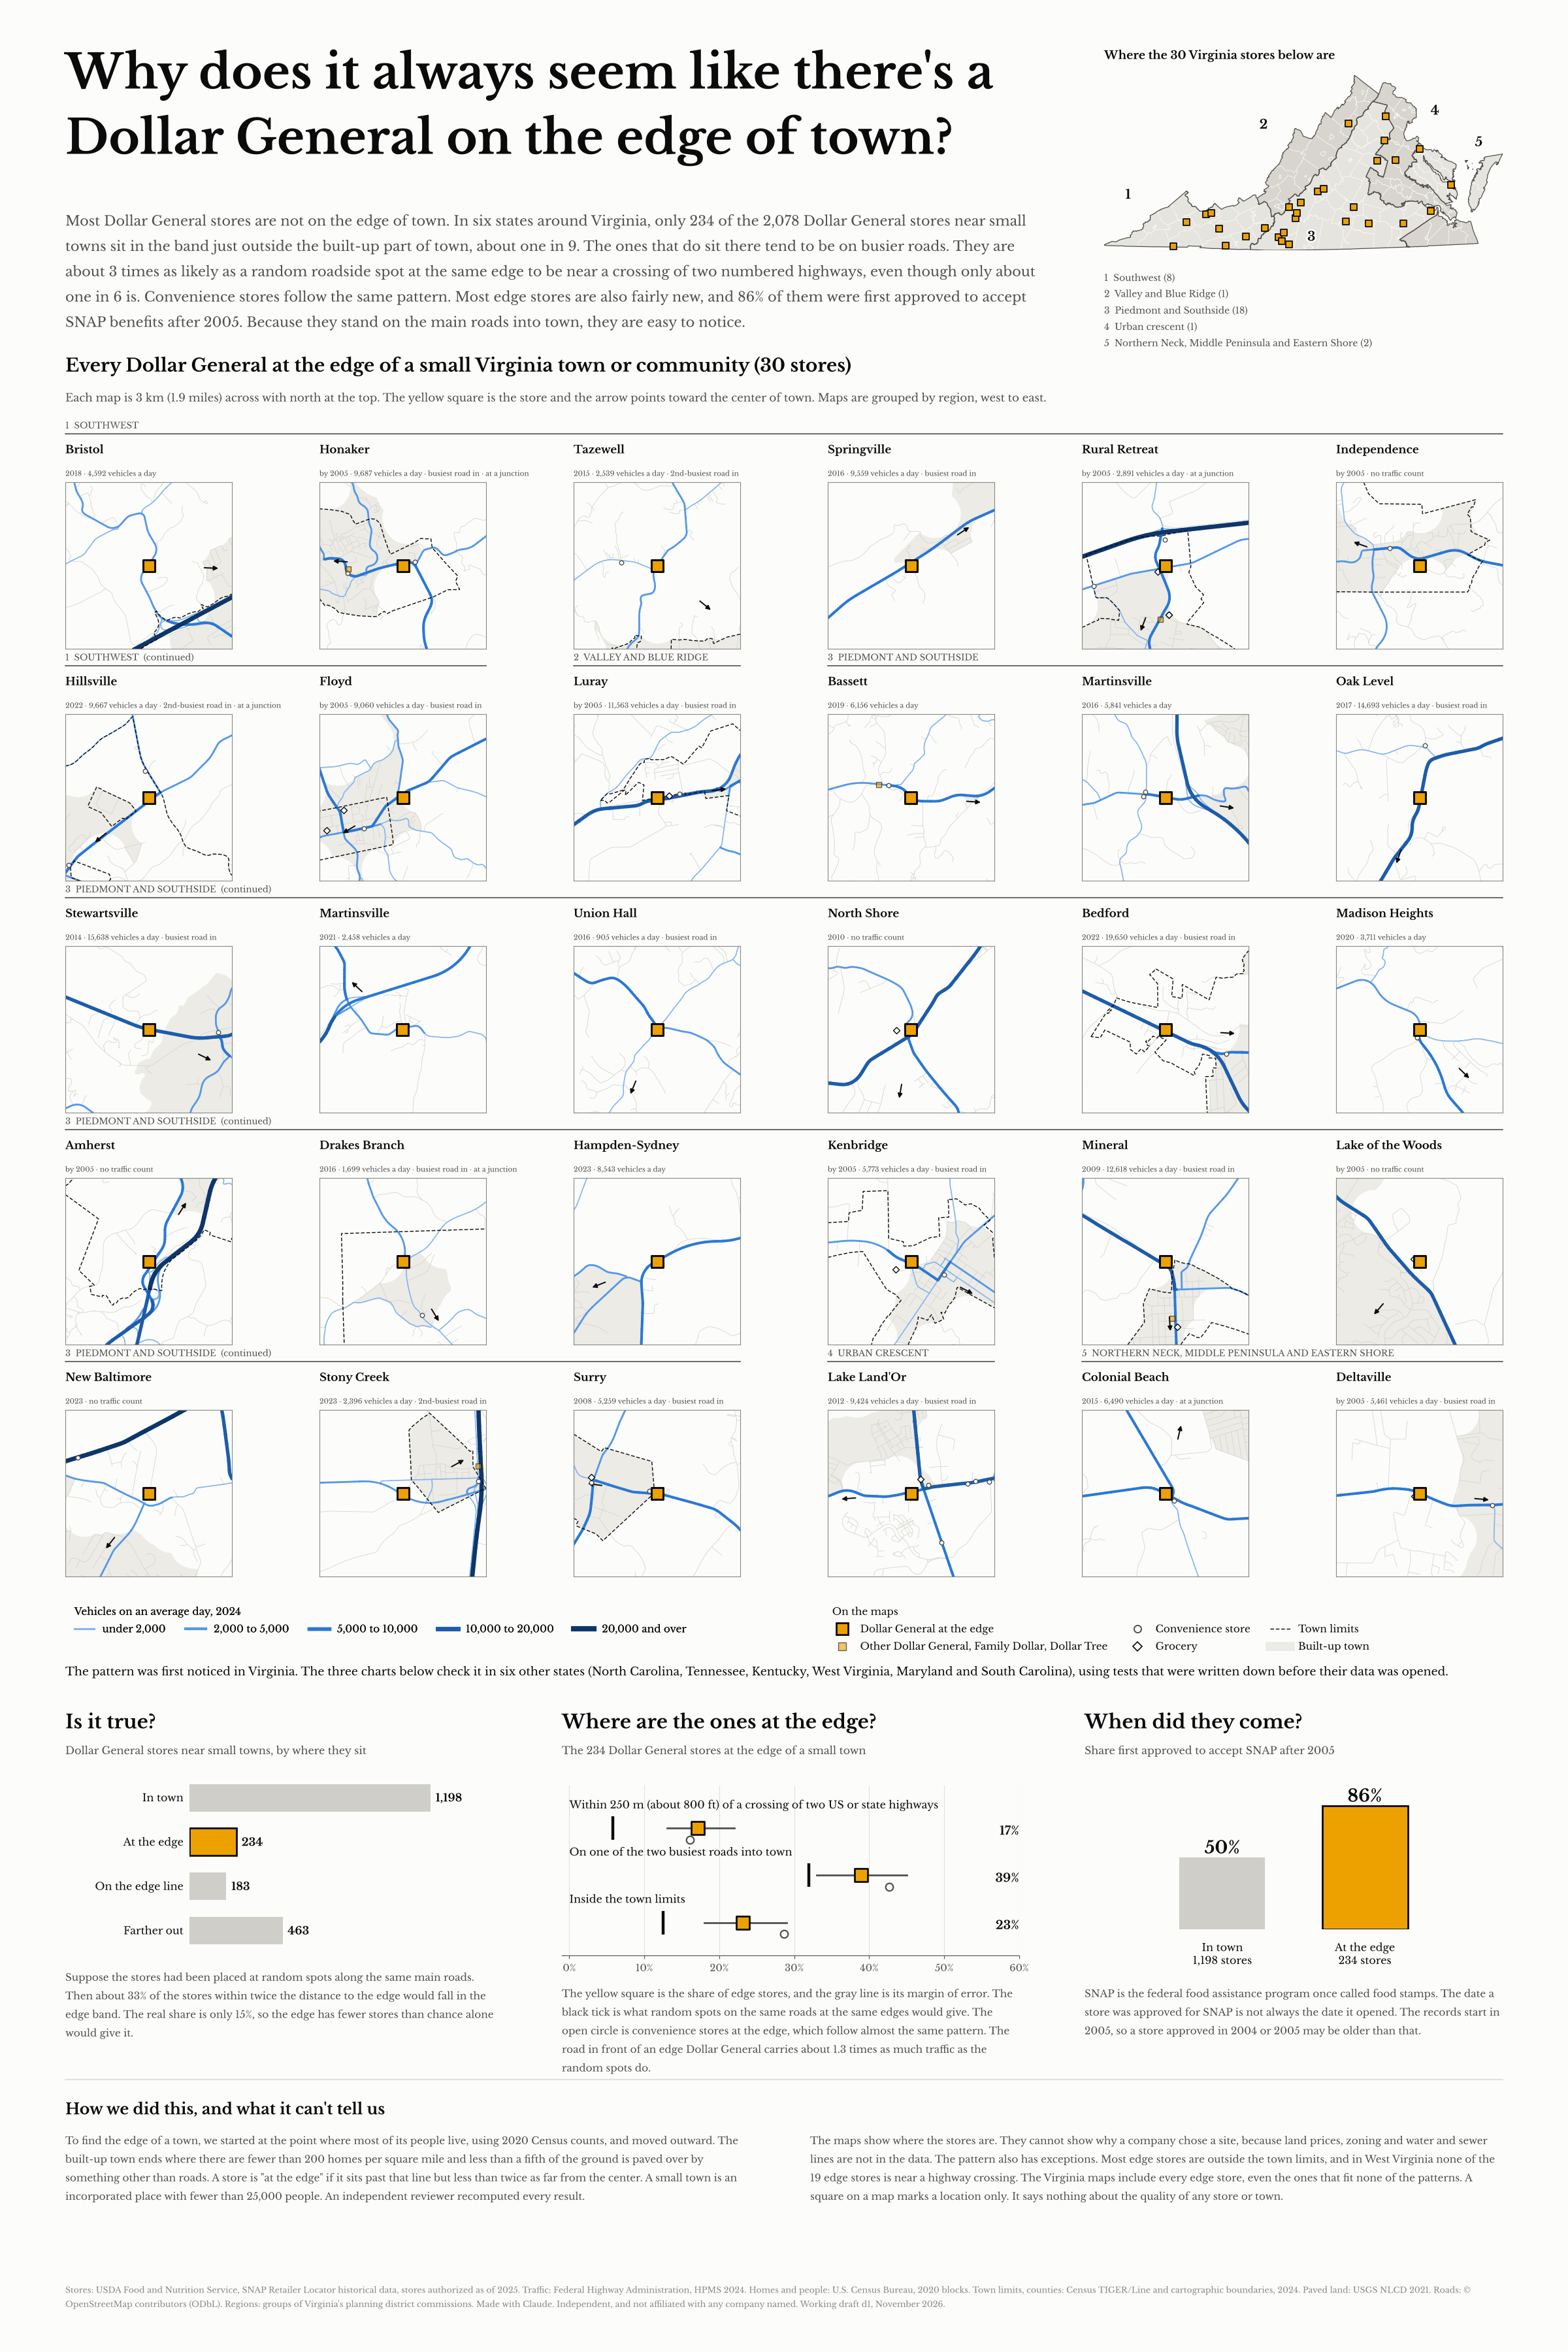 Why does it always seem like there's a
Dollar General on the edge of town?
Most Dollar General stores are not on the edge of town. In six states around Virginia, only 234 of the 2,078 Dollar General stores near small
towns sit in the band just outside the built-up part of town, about one in 9. The ones that do sit there tend to be on busier roads. They are
about 3 times as likely as a random roadside spot at the same edge to be near a crossing of two numbered highways, even though only about
one in 6 is. Convenience stores follow the same pattern. Most edge stores are also fairly new, and 86% of them were first approved to accept
SNAP benefits after 2005. Because they stand on the main roads into town, they are easy to notice.
Where the 30 Virginia stores below are
1
2
3
4
5
1 Southwest (8)
2 Valley and Blue Ridge (1)
3 Piedmont and Southside (18)
4 Urban crescent (1)
5 Northern Neck, Middle Peninsula and Eastern Shore (2)
Every Dollar General at the edge of a small Virginia town or community (30 stores)
Each map is 3 km (1.9 miles) across with north at the top. The yellow square is the store and the arrow points toward the center of town. Maps are grouped by region, west to east.
1 SOUTHWEST
Bristol
2018 · 4,592 vehicles a day
Honaker
by 2005 · 9,687 vehicles a day · busiest road in · at a junction
Tazewell
2015 · 2,539 vehicles a day · 2nd-busiest road in
Springville
2016 · 9,559 vehicles a day · busiest road in
Rural Retreat
by 2005 · 2,891 vehicles a day · at a junction
Independence
by 2005 · no traffic count
1 SOUTHWEST (continued)
2 VALLEY AND BLUE RIDGE
3 PIEDMONT AND SOUTHSIDE
Hillsville
2022 · 9,667 vehicles a day · 2nd-busiest road in · at a junction
Floyd
by 2005 · 9,060 vehicles a day · busiest road in
Luray
by 2005 · 11,563 vehicles a day · busiest road in
Bassett
2019 · 6,156 vehicles a day
Martinsville
2016 · 5,841 vehicles a day
Oak Level
2017 · 14,693 vehicles a day · busiest road in
3 PIEDMONT AND SOUTHSIDE (continued)
Stewartsville
2014 · 15,638 vehicles a day · busiest road in
Martinsville
2021 · 2,458 vehicles a day
Union Hall
2016 · 905 vehicles a day · busiest road in
North Shore
2010 · no traffic count
Bedford
2022 · 19,650 vehicles a day · busiest road in
Madison Heights
2020 · 3,711 vehicles a day
3 PIEDMONT AND SOUTHSIDE (continued)
Amherst
by 2005 · no traffic count
Drakes Branch
2016 · 1,699 vehicles a day · busiest road in · at a junction
Hampden-Sydney
2023 · 8,543 vehicles a day
Kenbridge
by 2005 · 5,773 vehicles a day · busiest road in
Mineral
2009 · 12,618 vehicles a day · busiest road in
Lake of the Woods
by 2005 · no traffic count
3 PIEDMONT AND SOUTHSIDE (continued)
4 URBAN CRESCENT
5 NORTHERN NECK, MIDDLE PENINSULA AND EASTERN SHORE
New Baltimore
2023 · no traffic count
Stony Creek
2023 · 2,396 vehicles a day · 2nd-busiest road in
Surry
2008 · 5,259 vehicles a day · busiest road in
Lake Land'Or
2012 · 9,424 vehicles a day · busiest road in
Colonial Beach
2015 · 6,490 vehicles a day · at a junction
Deltaville
by 2005 · 5,461 vehicles a day · busiest road in
Vehicles on an average day, 2024
under 2,000
2,000 to 5,000
5,000 to 10,000
10,000 to 20,000
20,000 and over
On the maps
Dollar General at the edge
Convenience store
Town limits
Other Dollar General, Family Dollar, Dollar Tree
Grocery
Built-up town
The pattern was first noticed in Virginia. The three charts below check it in six other states (North Carolina, Tennessee, Kentucky, West Virginia, Maryland and South Carolina), using tests that were written down before their data was opened.
Is it true?
Dollar General stores near small towns, by where they sit
In town
1,198
At the edge
234
On the edge line
183
Farther out
463
Suppose the stores had been placed at random spots along the same main roads.
Then about 33% of the stores within twice the distance to the edge would fall in the
edge band. The real share is only 15%, so the edge has fewer stores than chance alone
would give it.
Where are the ones at the edge?
The 234 Dollar General stores at the edge of a small town
Within 250 m (about 800 ft) of a crossing of two US or state highways
17%
On one of the two busiest roads into town
39%
Inside the town limits
23%
0%
10%
20%
30%
40%
50%
60%
The yellow square is the share of edge stores, and the gray line is its margin of error. The
black tick is what random spots on the same roads at the same edges would give. The
open circle is convenience stores at the edge, which follow almost the same pattern. The
road in front of an edge Dollar General carries about 1.3 times as much traffic as the
random spots do.
When did they come?
Share first approved to accept SNAP after 2005
50%
86%
In town
1,198 stores
At the edge
234 stores
SNAP is the federal food assistance program once called food stamps. The date a
store was approved for SNAP is not always the date it opened. The records start in
2005, so a store approved in 2004 or 2005 may be older than that.
How we did this, and what it can't tell us
To find the edge of a town, we started at the point where most of its people live, using 2020 Census counts, and moved outward. The
built-up town ends where there are fewer than 200 homes per square mile and less than a fifth of the ground is paved over by
something other than roads. A store is "at the edge" if it sits past that line but less than twice as far from the center. A small town is an
incorporated place with fewer than 25,000 people. An independent reviewer recomputed every result.
The maps show where the stores are. They cannot show why a company chose a site, because land prices, zoning and water and sewer
lines are not in the data. The pattern also has exceptions. Most edge stores are outside the town limits, and in West Virginia none of the
19 edge stores is near a highway crossing. The Virginia maps include every edge store, even the ones that fit none of the patterns. A
square on a map marks a location only. It says nothing about the quality of any store or town.
Stores: USDA Food and Nutrition Service, SNAP Retailer Locator historical data, stores authorized as of 2025. Traffic: Federal Highway Administration, HPMS 2024. Homes and people: U.S. Census Bureau, 2020 blocks. Town limits, counties: Census TIGER/Line and cartographic boundaries, 2024. Paved land: USGS NLCD 2021. Roads: ©
OpenStreetMap contributors (ODbL). Regions: groups of Virginia's planning district commissions. Made with Claude. Independent, and not affiliated with any company named. Working draft d1, November 2026.